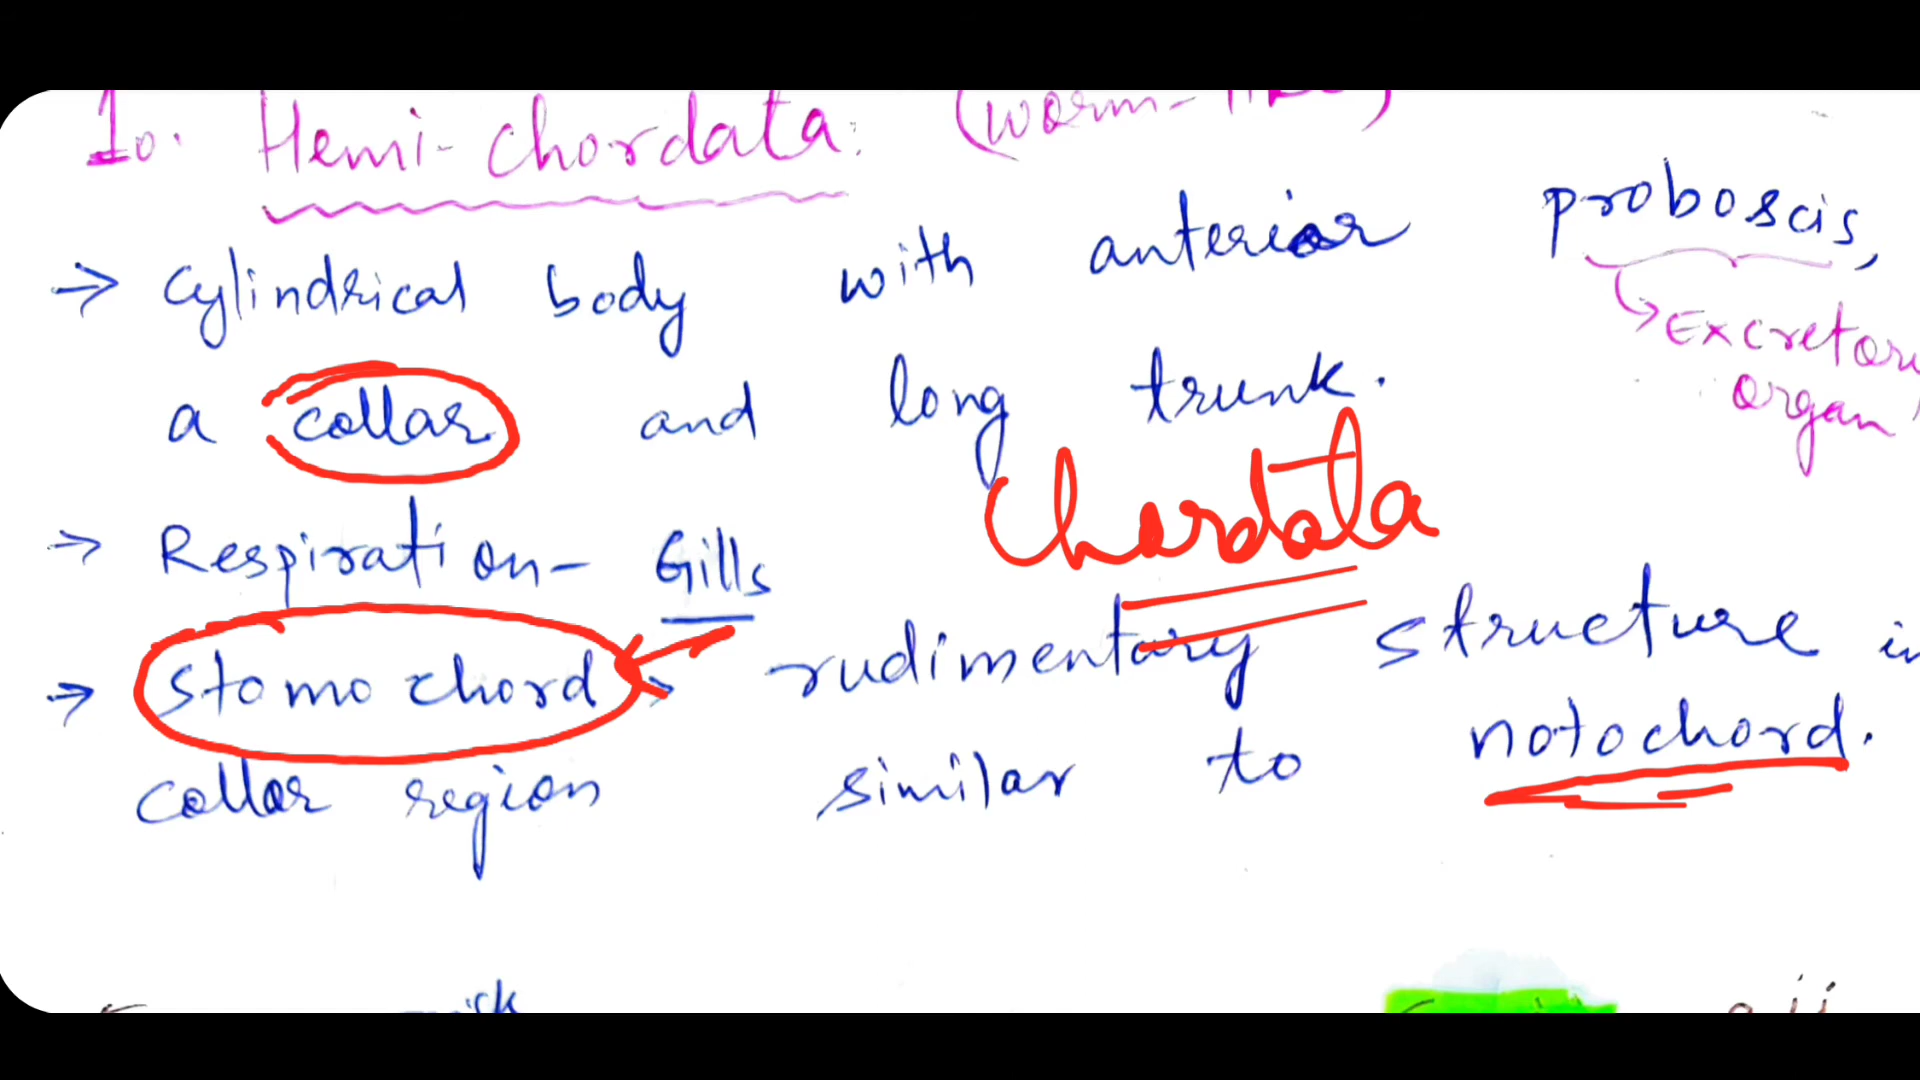 10. Hemi-chordata: (worm-like)
→ Cylindrical body with anterior proboscis,
↳ Excretory organ
a collar and long trunk.
Chordata
→ Respiration - Gills
→ Stomochord → rudimentary structure in
collar region similar to notochord.